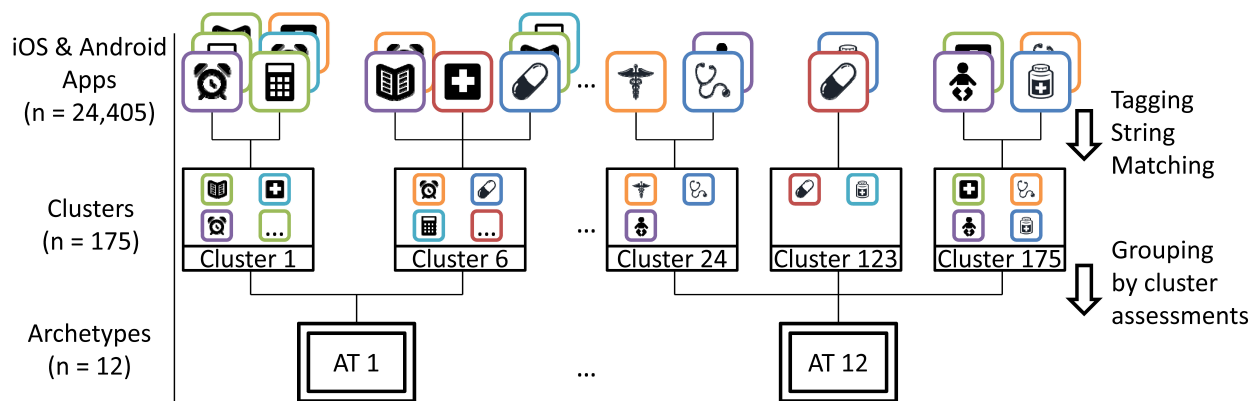 iOS & Android
Apps
(n = 24,405)
...
Tagging
String
Matching
Clusters
(n = 175)
...
...
...
Cluster 1
Cluster 6
Cluster 24
Cluster 123
Cluster 175
Grouping
by cluster
assessments
Archetypes
(n = 12)
AT 1
...
AT 12